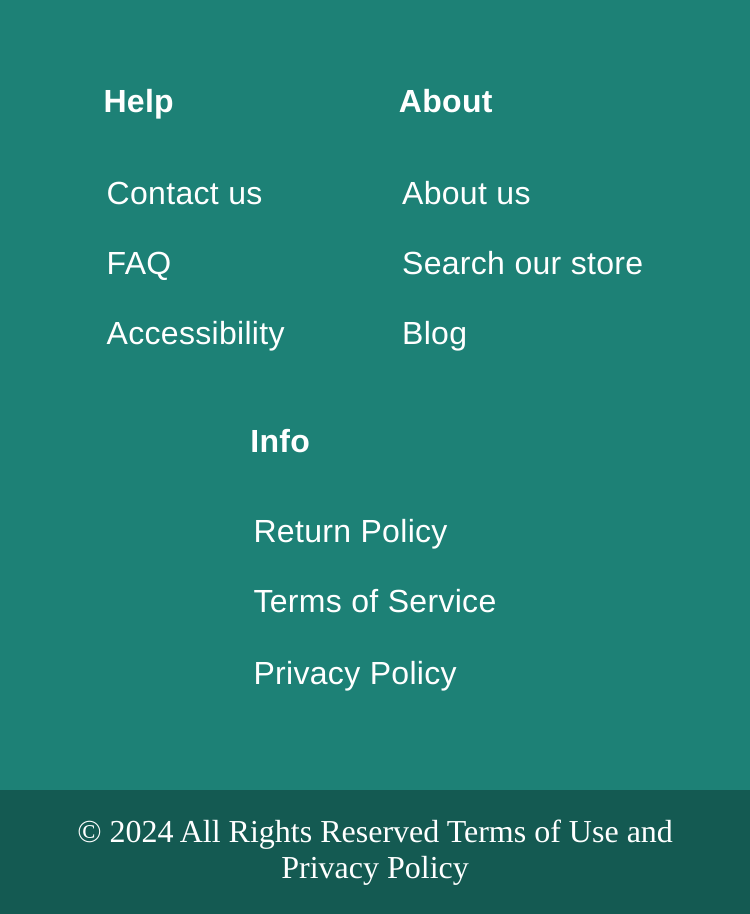 Help
Contact us
FAQ
Accessibility
About
About us
Search our store
Blog
Info
Return Policy
Terms of Service
Privacy Policy
© 2024 All Rights Reserved Terms of Use and
Privacy Policy